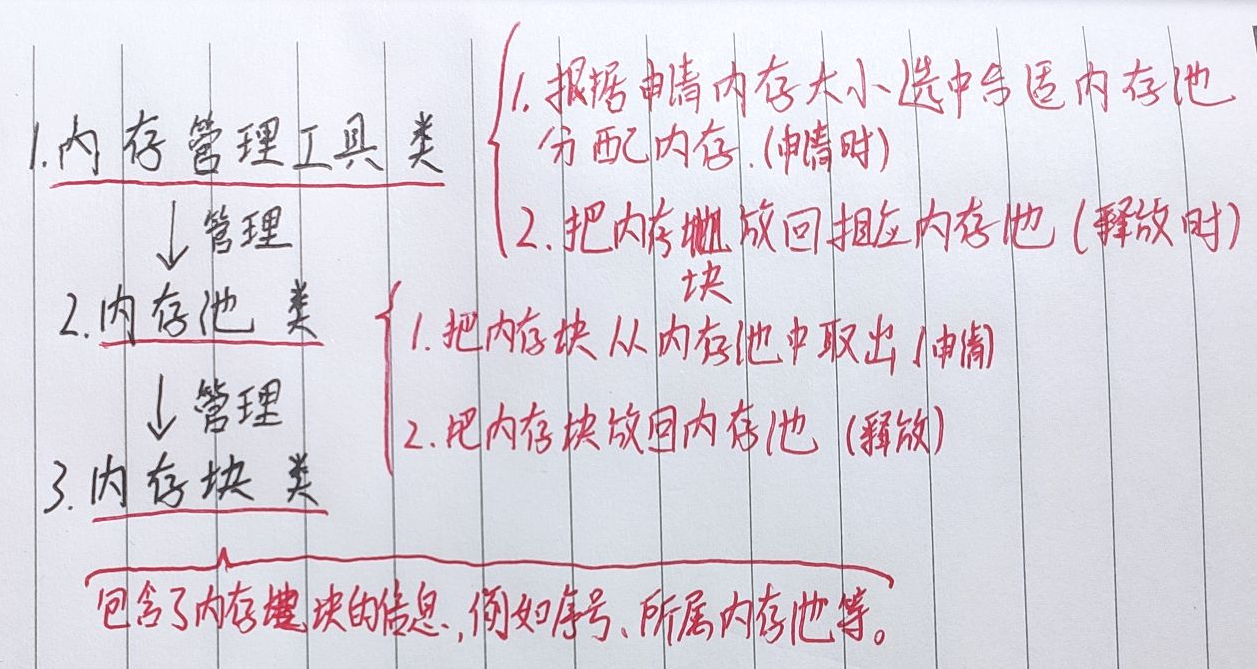 1.内存管理工具类
1.根据申请内存大小选中合适内存池
分配内存.(申请时)
2.把内存块放回相应内存池(释放时)
↓管理
2.内存池类
1.把内存块从内存池中取出(申请)
2.把内存块放回内存池(释放)
↓管理
3.内存块类
包含了内存块的信息,例如序号、所属内存池等。